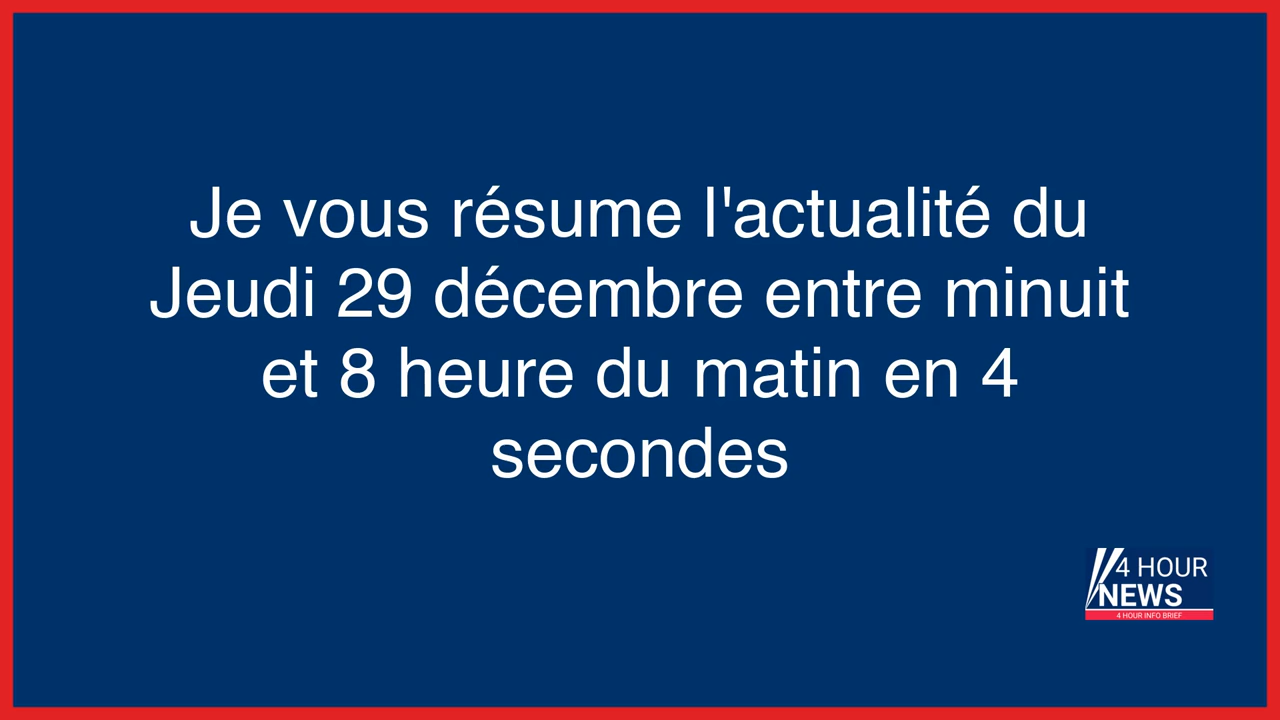 Je vous résume l'actualité du
Jeudi 29 décembre entre minuit
et 8 heure du matin en 4
secondes
4 HOUR
NEWS
4 HOUR INFO BRIEF